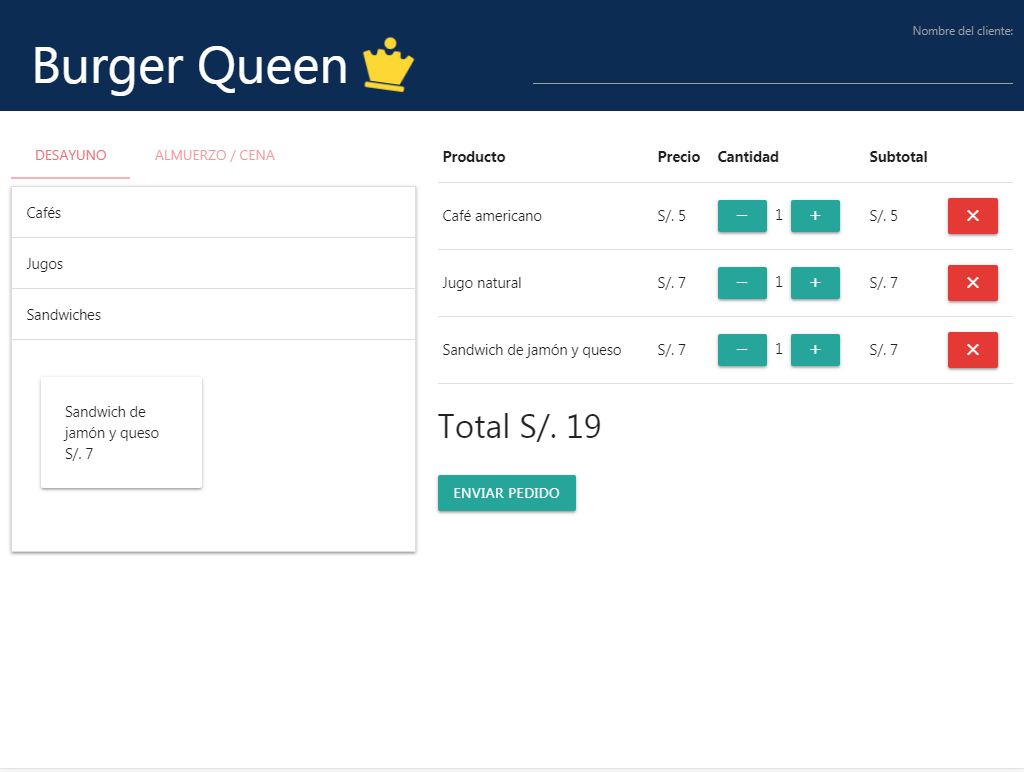 Burger Queen
Nombre del cliente:
DESAYUNO ALMUERZO / CENA
Cafés
Jugos
Sandwiches
Sandwich de
jamón y queso
S/. 7
Producto Precio Cantidad Subtotal
Café americano S/. 5 − 1 + S/. 5 ✕
Jugo natural S/. 7 − 1 + S/. 7 ✕
Sandwich de jamón y queso S/. 7 − 1 + S/. 7 ✕
Total S/. 19
ENVIAR PEDIDO